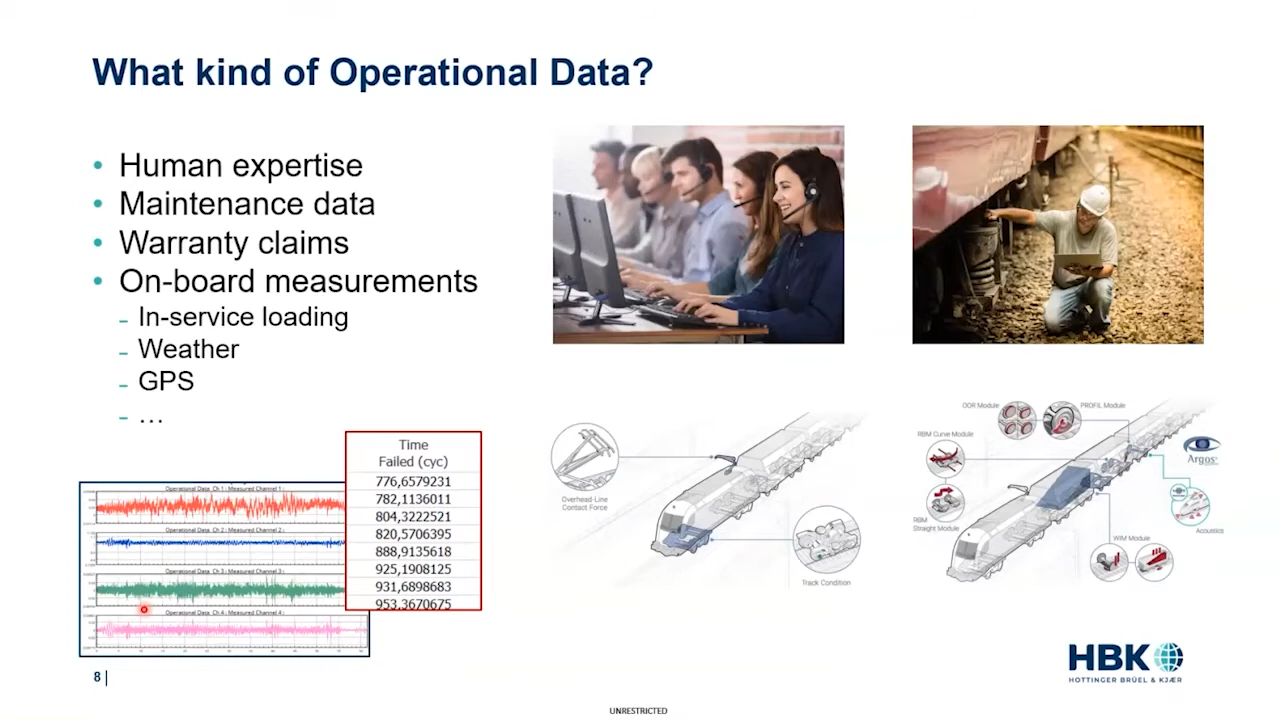 What kind of Operational Data?
• Human expertise
• Maintenance data
• Warranty claims
• On-board measurements
- In-service loading
- Weather
- GPS
- ...
Operational Data: Ch 1 : Measured Channel 1 :
Operational Data: Ch 2 : Measured Channel 2 :
Operational Data: Ch 3 : Measured Channel 3 :
Operational Data: Ch 4 : Measured Channel 4 :
Time
Failed (cyc)
776,6579231
782,1136011
804,3222521
820,5706395
888,9135618
925,1908125
931,6898683
953,3670675
Overhead-Line
Contact Force
Track Condition
OOR Module
PROFIL Module
RBM Curve Module
Argos
RBM
Straight Module
WIM Module
Acoustics
HBK
HOTTINGER BRÜEL & KJÆR
8 |
UNRESTRICTED